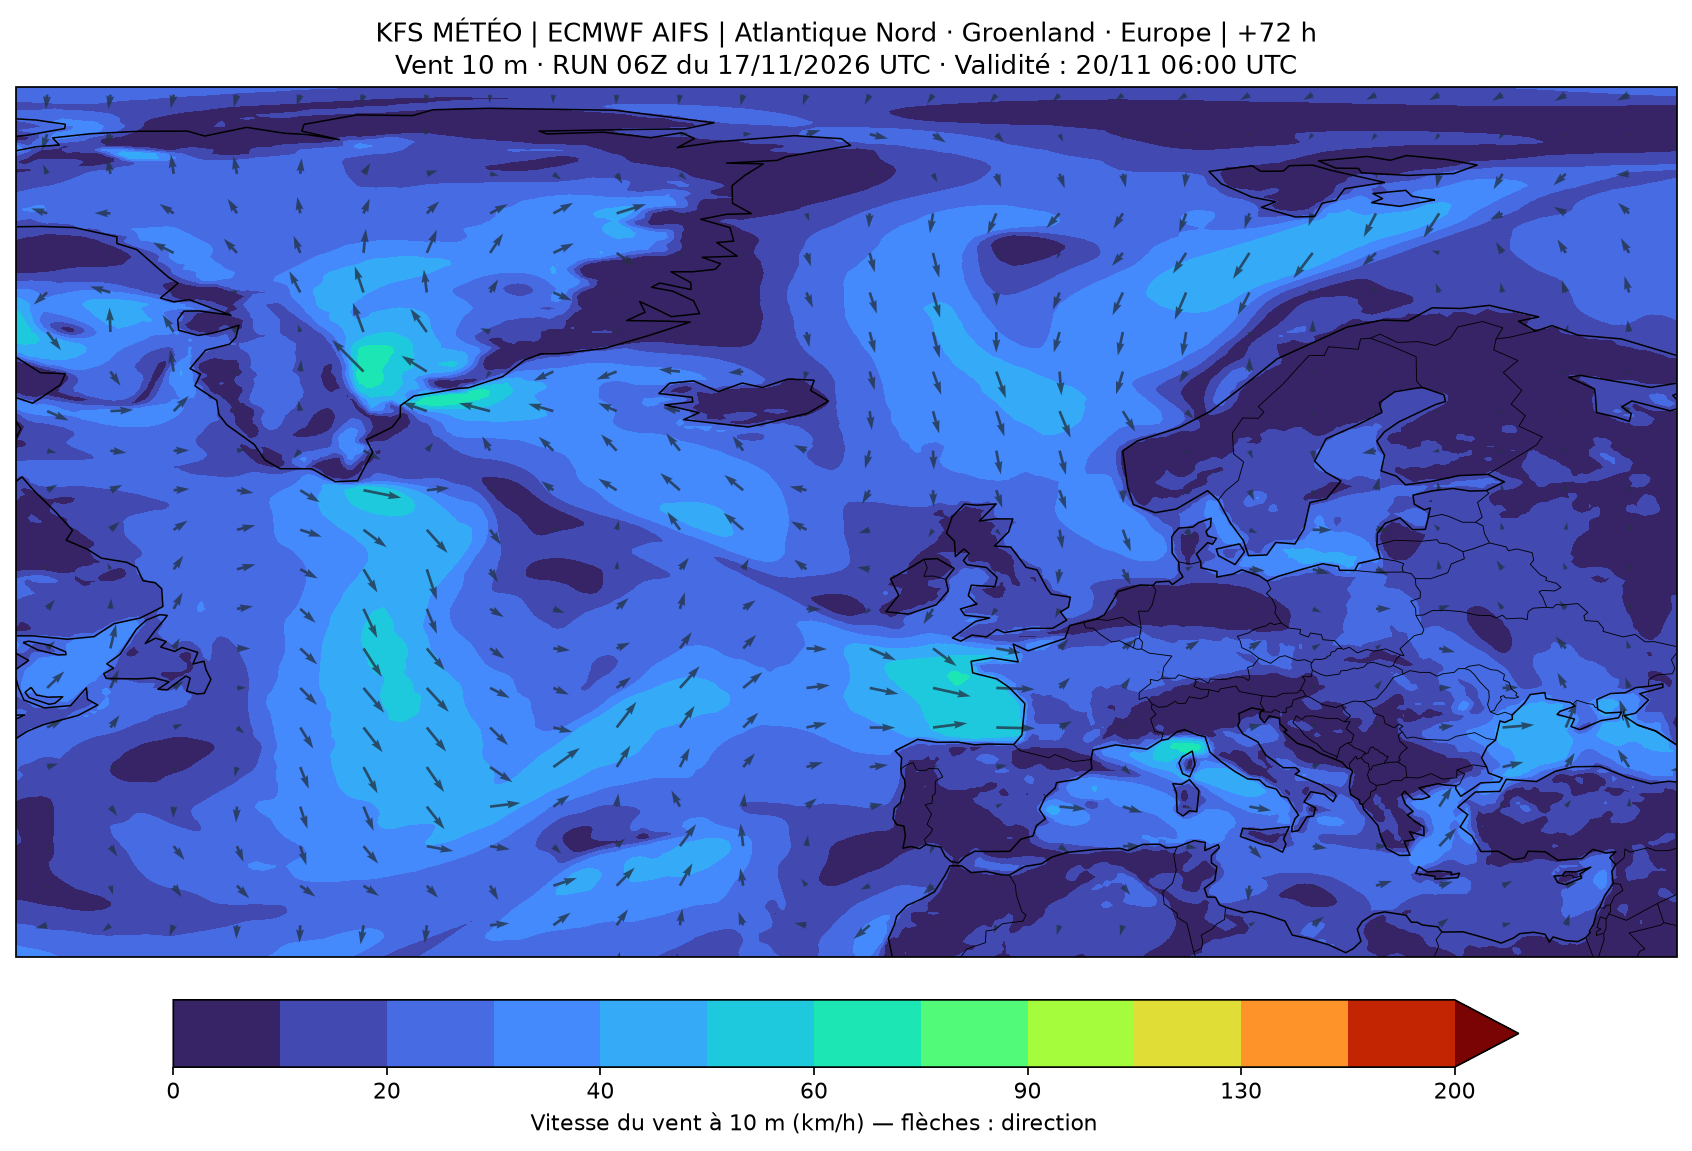 KFS MÉTÉO | ECMWF AIFS | Atlantique Nord · Groenland · Europe | +72 h
Vent 10 m · RUN 06Z du 17/11/2026 UTC · Validité : 20/11 06:00 UTC
0 20 40 60 90 130 200
Vitesse du vent à 10 m (km/h) — flèches : direction